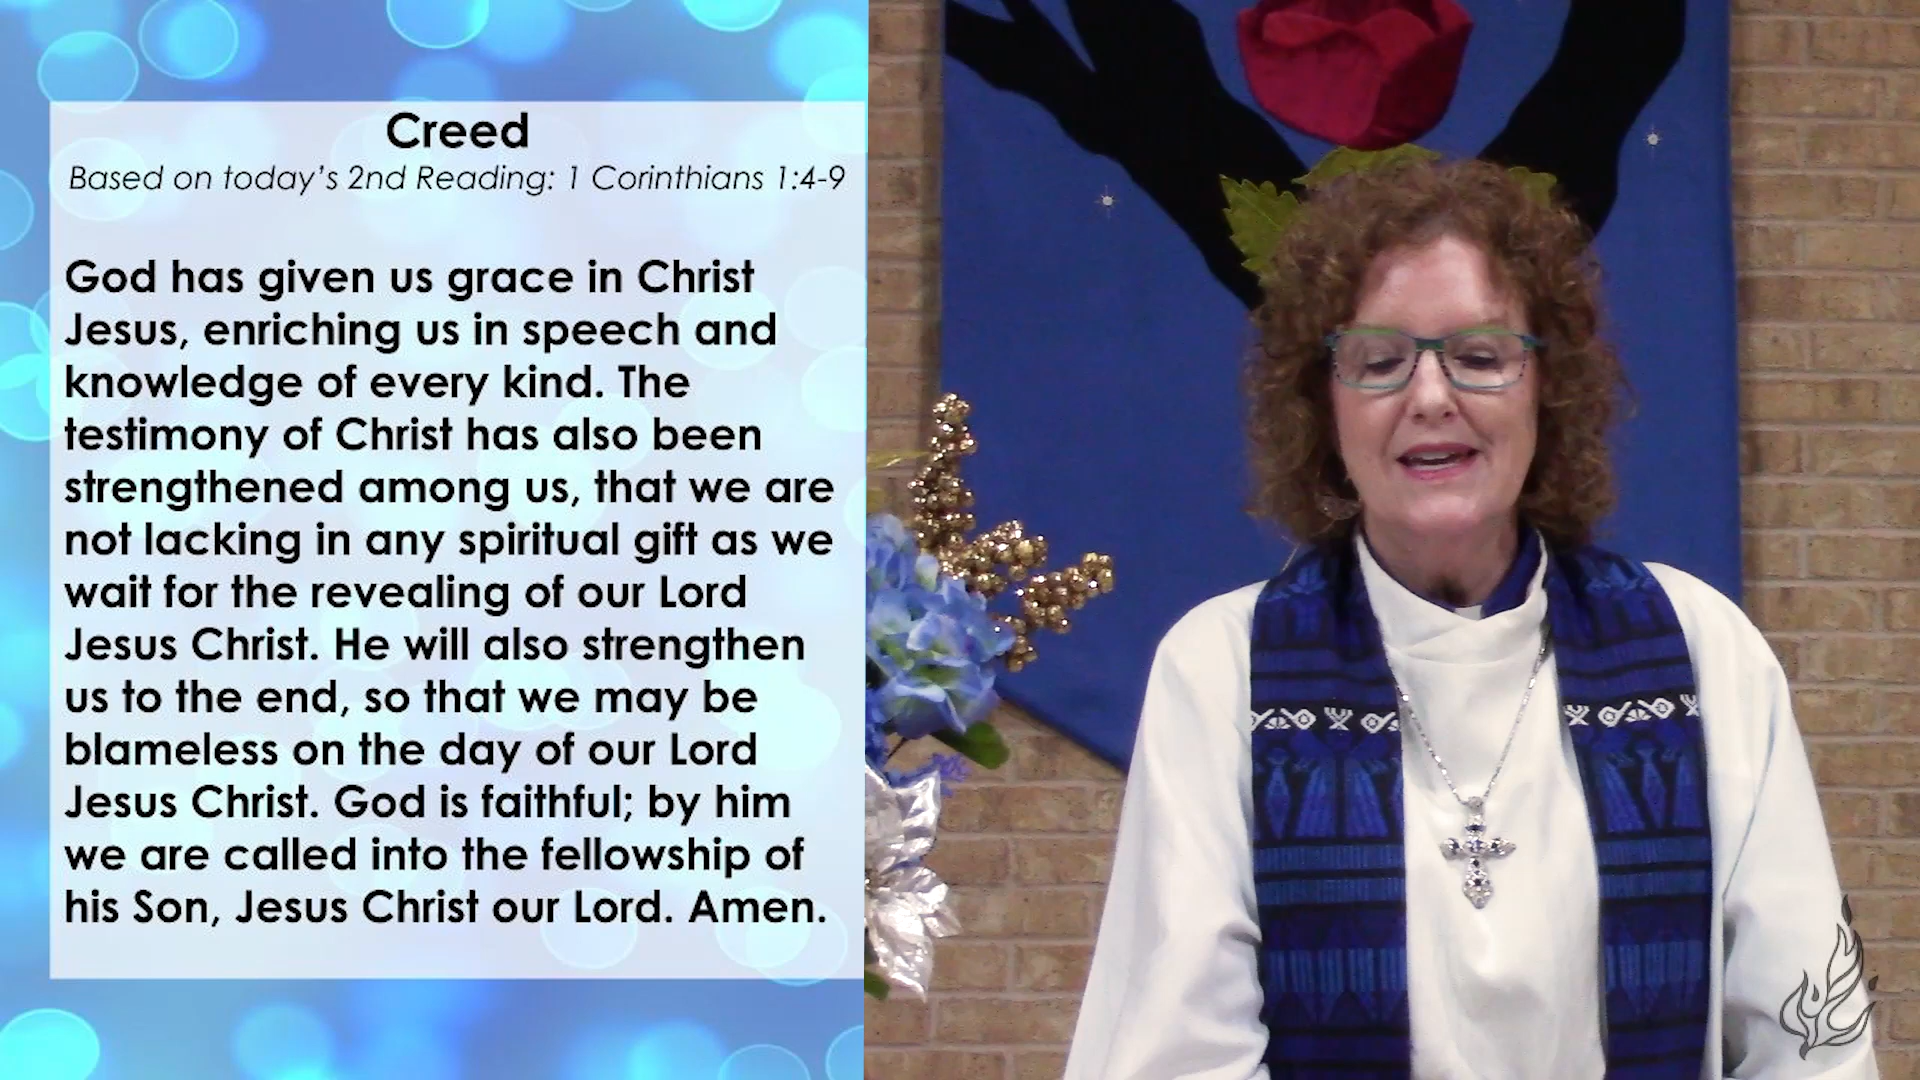 Creed
Based on today's 2nd Reading: 1 Corinthians 1:4-9
God has given us grace in Christ
Jesus, enriching us in speech and
knowledge of every kind. The
testimony of Christ has also been
strengthened among us, that we are
not lacking in any spiritual gift as we
wait for the revealing of our Lord
Jesus Christ. He will also strengthen
us to the end, so that we may be
blameless on the day of our Lord
Jesus Christ. God is faithful; by him
we are called into the fellowship of
his Son, Jesus Christ our Lord. Amen.